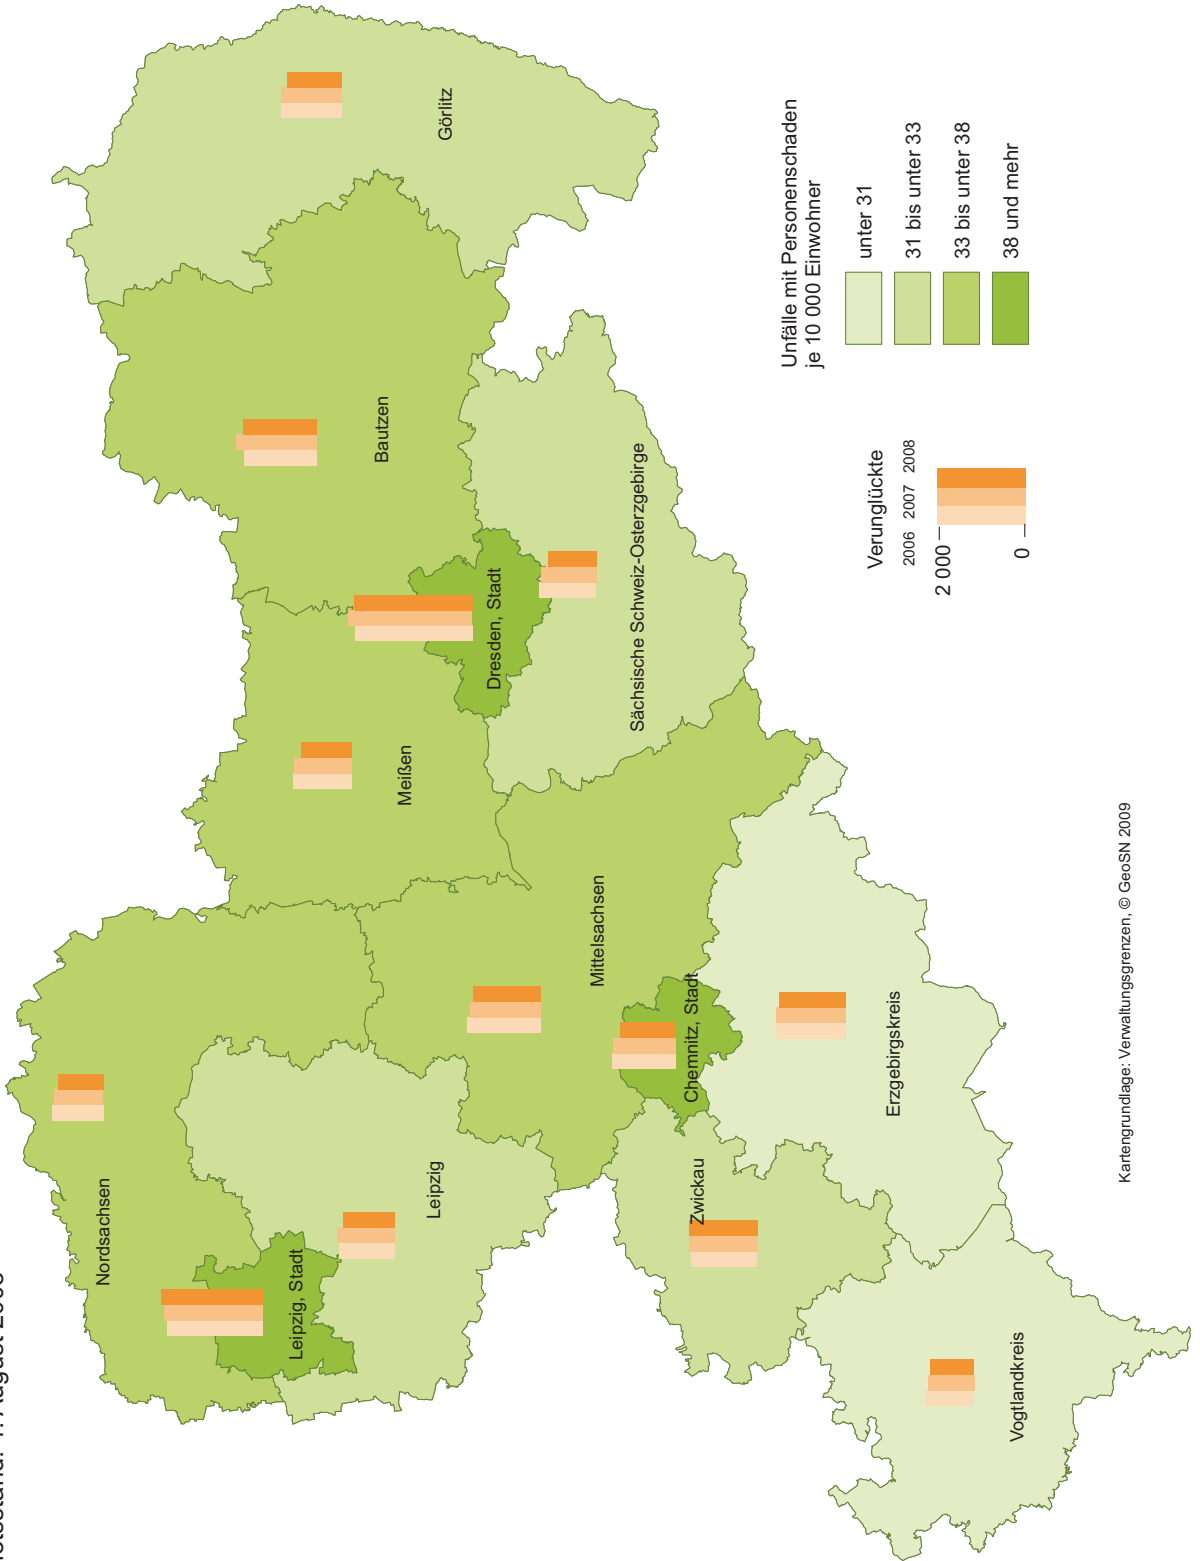 Nordsachsen
Leipzig, Stadt
Leipzig
Mittelsachsen
Chemnitz, Stadt
Zwickau
Erzgebirgskreis
Vogtlandkreis
Meißen
Dresden, Stadt
Bautzen
Görlitz
Sächsische Schweiz-Osterzgebirge
Verunglückte
2006 2007 2008
2 000
0
Unfälle mit Personenschaden
je 10 000 Einwohner
unter 31
31 bis unter 33
33 bis unter 38
38 und mehr
Kartengrundlage: Verwaltungsgrenzen, © GeoSN 2009